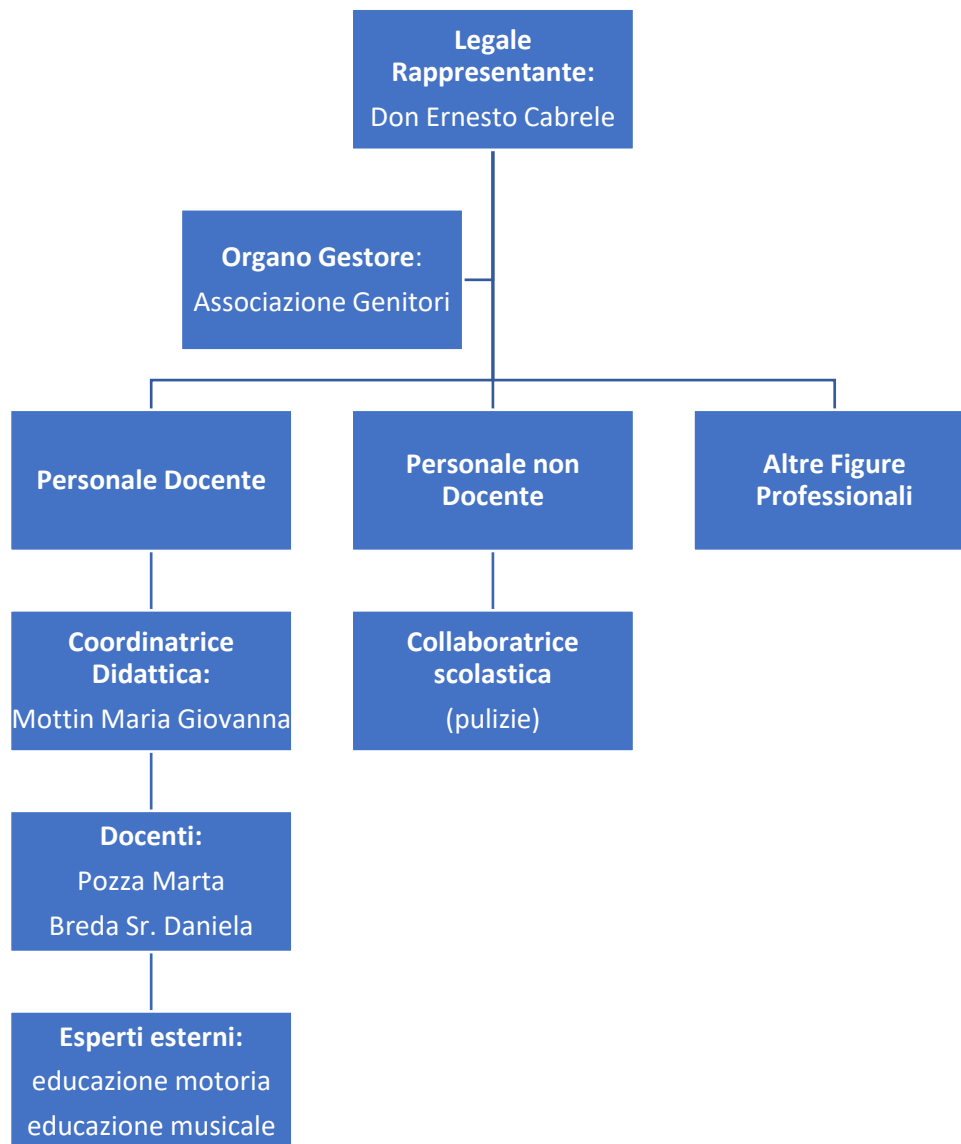 Legale
Rappresentante:
Don Ernesto Cabrele
Organo Gestore:
Associazione Genitori
Personale Docente
Personale non
Docente
Altre Figure
Professionali
Coordinatrice
Didattica:
Mottin Maria Giovanna
Collaboratrice
scolastica
(pulizie)
Docenti:
Pozza Marta
Breda Sr. Daniela
Esperti esterni:
educazione motoria
educazione musicale